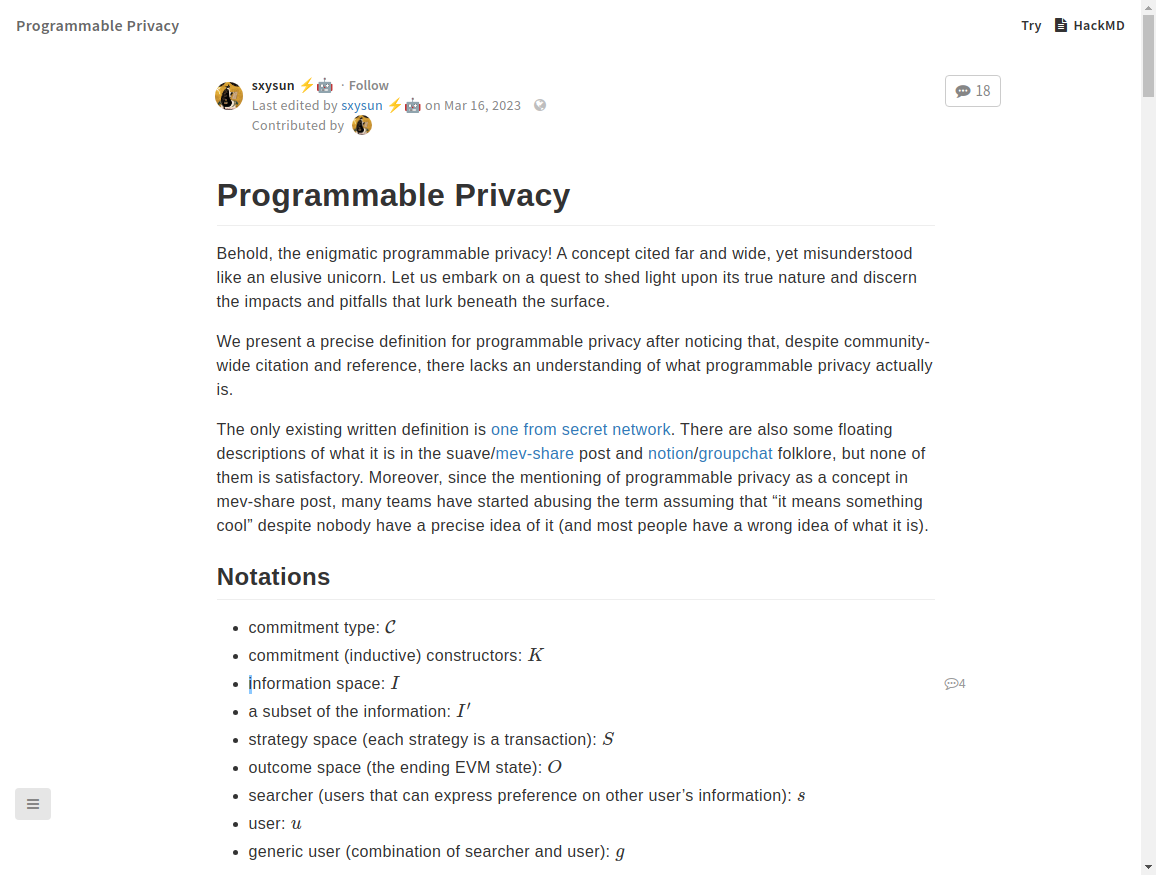 Programmable Privacy
Try HackMD
sxysun ⚡🤖 · Follow
18
Last edited by sxysun ⚡🤖 on Mar 16, 2023
Contributed by
Programmable Privacy
Behold, the enigmatic programmable privacy! A concept cited far and wide, yet misunderstood
like an elusive unicorn. Let us embark on a quest to shed light upon its true nature and discern
the impacts and pitfalls that lurk beneath the surface.
We present a precise definition for programmable privacy after noticing that, despite community-
wide citation and reference, there lacks an understanding of what programmable privacy actually
is.
The only existing written definition is one from secret network. There are also some floating
descriptions of what it is in the suave/mev-share post and notion/groupchat folklore, but none of
them is satisfactory. Moreover, since the mentioning of programmable privacy as a concept in
mev-share post, many teams have started abusing the term assuming that “it means something
cool” despite nobody have a precise idea of it (and most people have a wrong idea of what it is).
Notations
• commitment type: 𝒞
• commitment (inductive) constructors: K
• information space: I
4
• a subset of the information: I′
• strategy space (each strategy is a transaction): S
• outcome space (the ending EVM state): O
• searcher (users that can express preference on other user’s information): s
• user: u
• generic user (combination of searcher and user): g